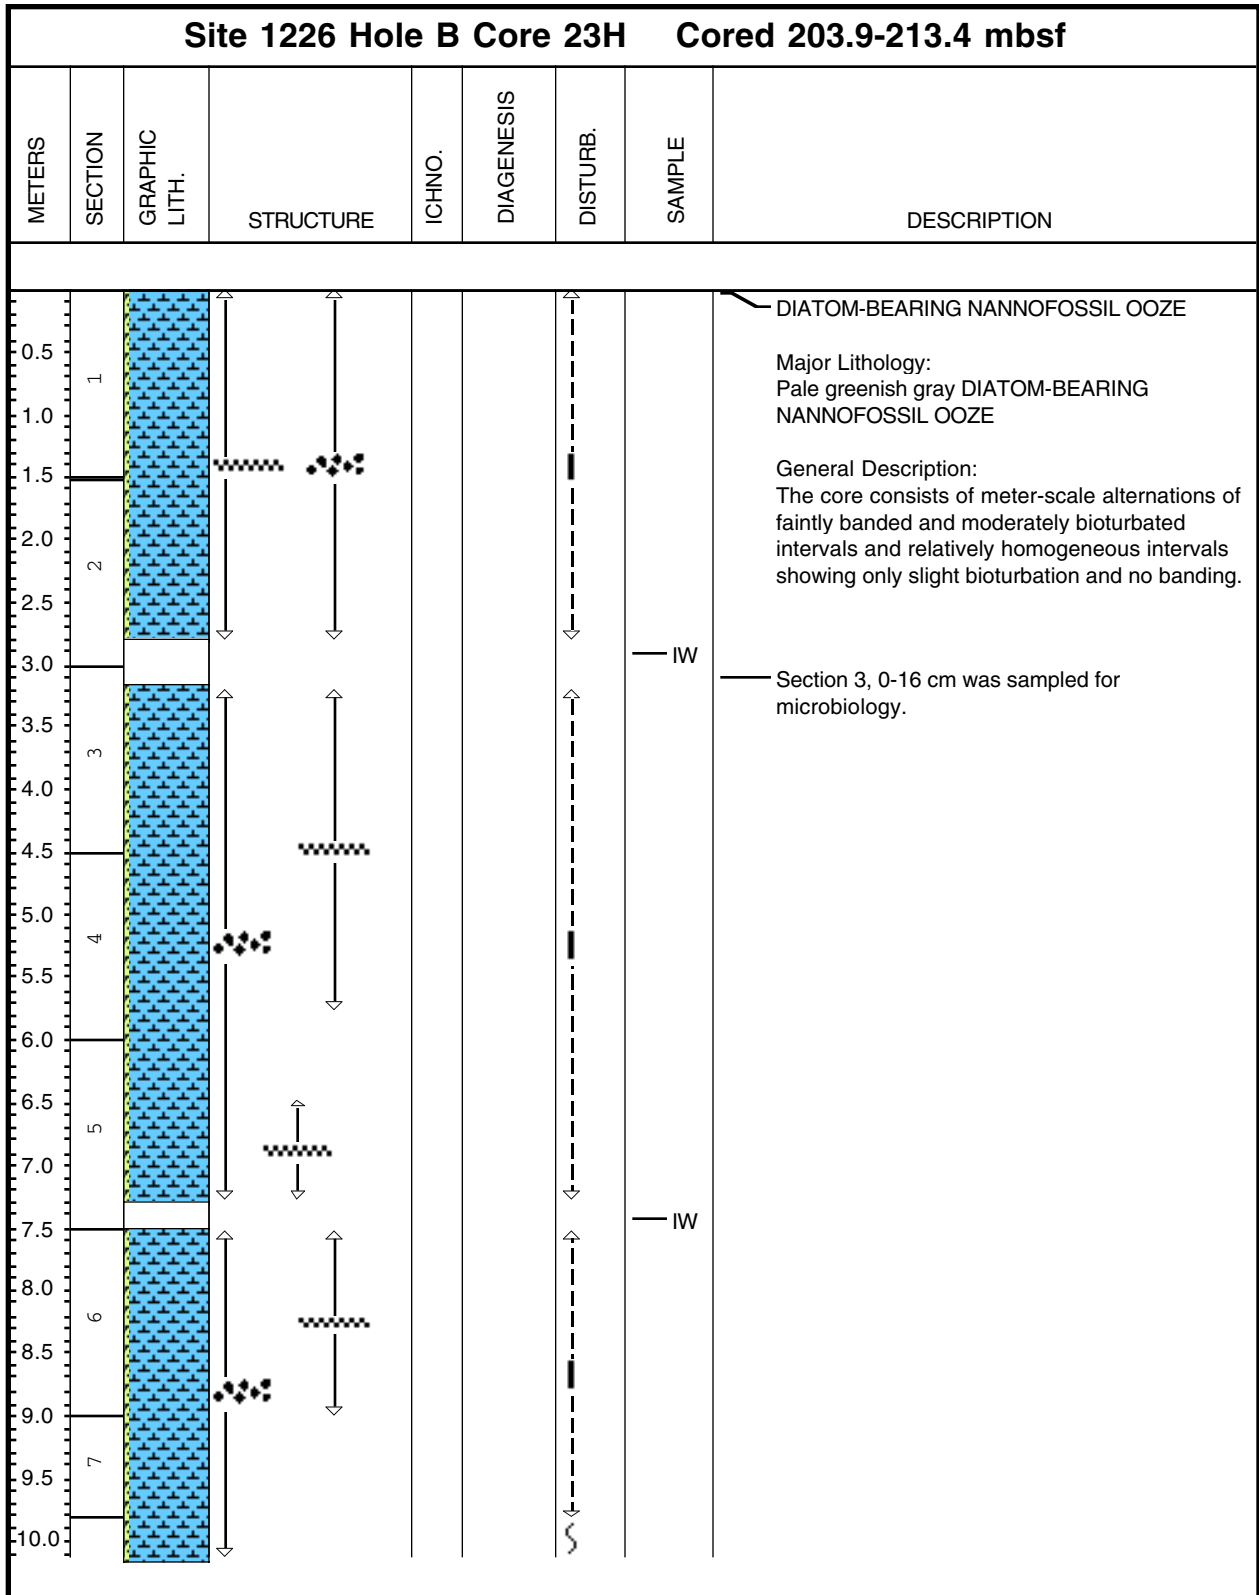 Site 1226 Hole B Core 23H Cored 203.9-213.4 mbsf
METERS
SECTION
GRAPHIC
LITH.
STRUCTURE
ICHNO.
DIAGENESIS
DISTURB.
SAMPLE
DESCRIPTION
0.5
1.0
1.5
2.0
2.5
3.0
3.5
4.0
4.5
5.0
5.5
6.0
6.5
7.0
7.5
8.0
8.5
9.0
9.5
10.0
1
2
3
4
5
6
7
IW
IW
DIATOM-BEARING NANNOFOSSIL OOZE
Major Lithology:
Pale greenish gray DIATOM-BEARING
NANNOFOSSIL OOZE
General Description:
The core consists of meter-scale alternations of
faintly banded and moderately bioturbated
intervals and relatively homogeneous intervals
showing only slight bioturbation and no banding.
Section 3, 0-16 cm was sampled for
microbiology.